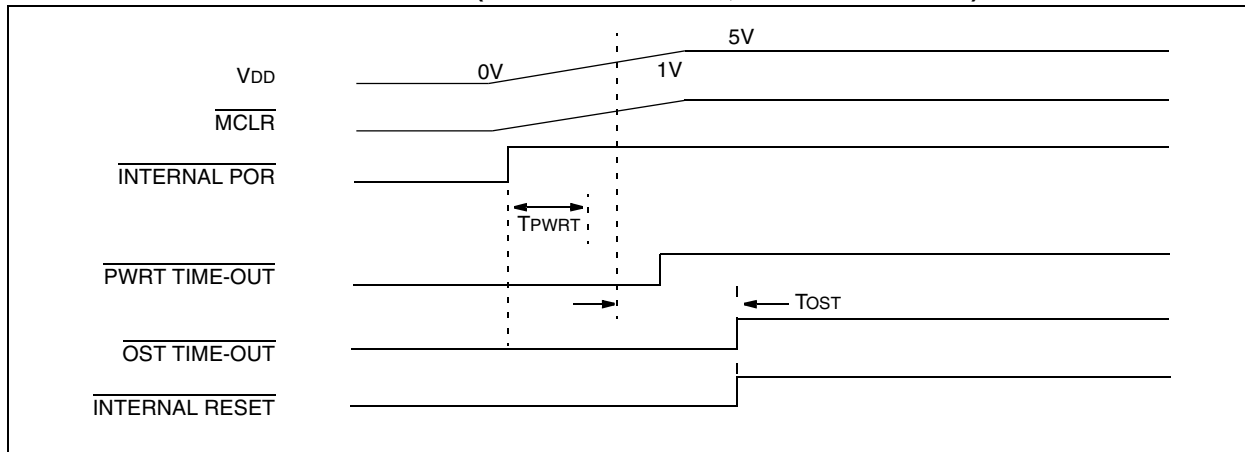 5V
VDD 0V 1V
MCLR
INTERNAL POR
TPWRT
PWRT TIME-OUT
TOST
OST TIME-OUT
INTERNAL RESET